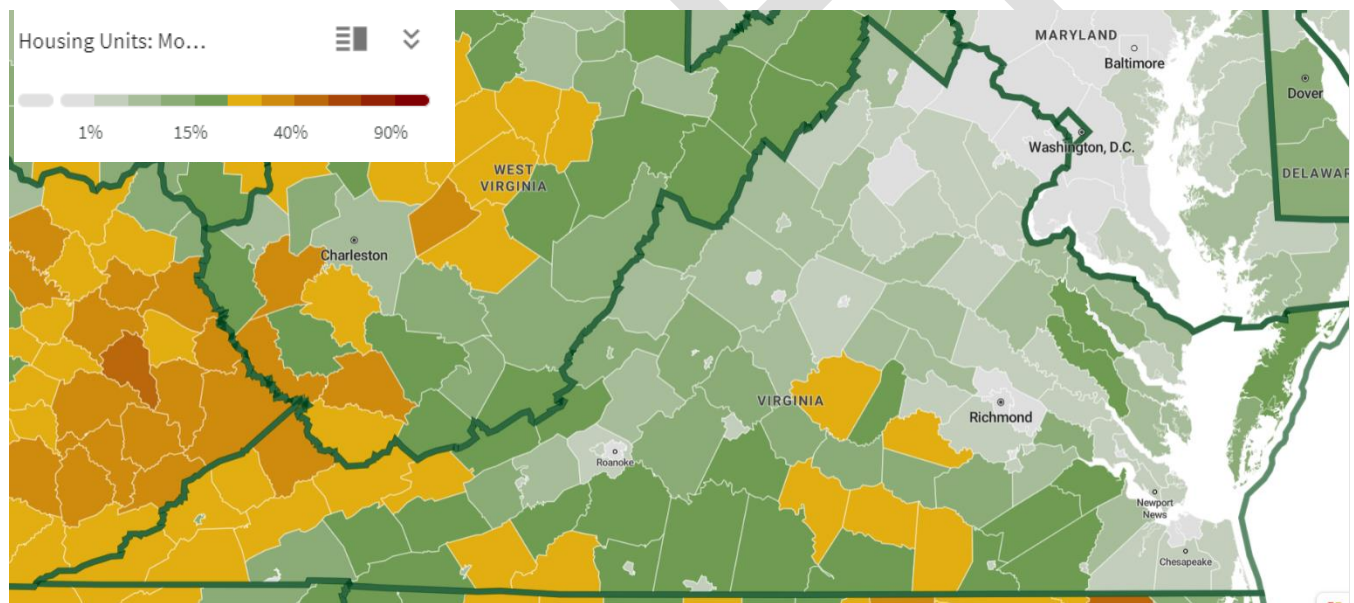 Housing Units: Mo...
1% 15% 40% 90%
MARYLAND
Baltimore
Dover
Washington, D.C.
DELAWAR
WEST
VIRGINIA
Charleston
VIRGINIA
Richmond
Roanoke
Newport
News
Chesapeake